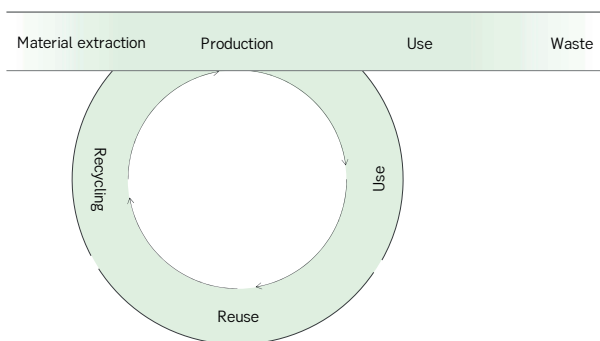 Material extraction Production Use Waste
Recycling
Use
Reuse